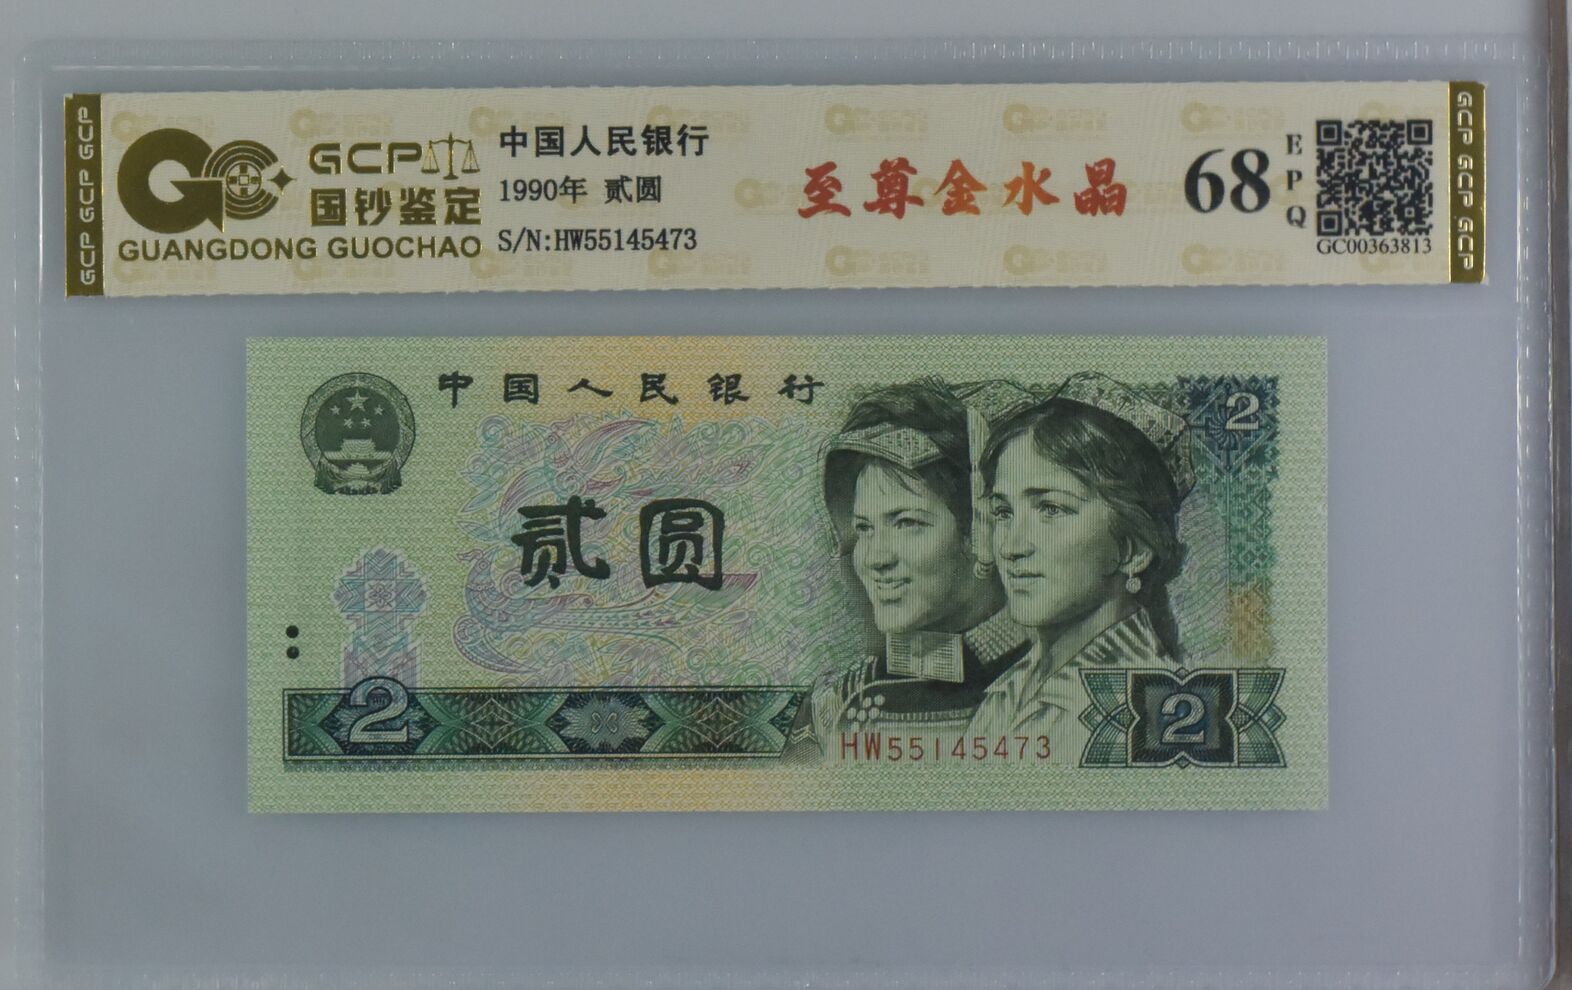 GCP GCP GCP
GCP
国钞鉴定
GUANGDONG GUOCHAO
中国人民银行
1990年 贰圆
S/N:HW55145473
至尊金水晶
68
EPQ
GC00363813
GCP GCP GCP
中国人民银行
2
贰圆
2
HW55145473
2